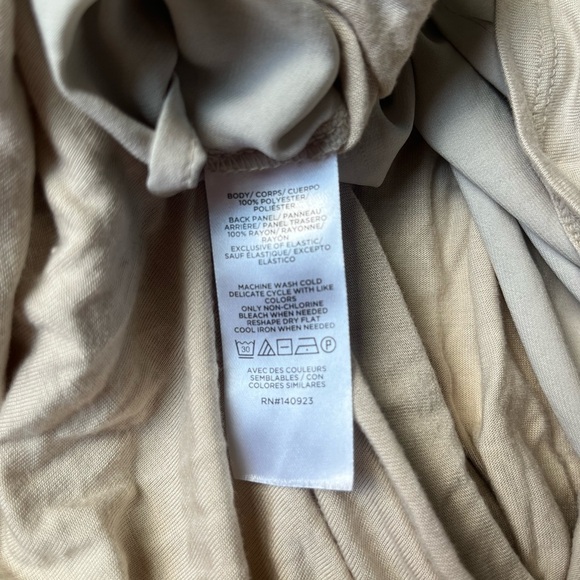 BODY/ CORPS/ CUERPO
100% POLYESTER/
POLIÉSTER
BACK PANEL/ PANNEAU
ARRIÈRE/ PANEL TRASERO
100% RAYON/ RAYONNE/
RAYÓN
EXCLUSIVE OF ELASTIC/
SAUF ÉLASTIQUE/ EXCEPTO
ELÁSTICO
MACHINE WASH COLD
DELICATE CYCLE WITH LIKE
COLORS
ONLY NON-CHLORINE
BLEACH WHEN NEEDED
RESHAPE DRY FLAT
COOL IRON WHEN NEEDED
30 P
AVEC DES COULEURS
SEMBLABLES / CON
COLORES SIMILARES
RN#140923